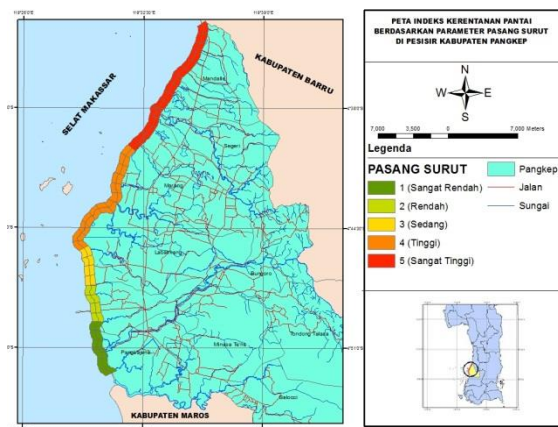 PETA INDEKS KERENTANAN PANTAI
BERDASARKAN PARAMETER PASANG SURUT
DI PESISIR KABUPATEN PANGKEP
N
W
E
S
7,000
3,500
0
7,000 Meters
Legenda
PASANG SURUT
1 (Sangat Rendah)
2 (Rendah)
3 (Sedang)
4 (Tinggi)
5 (Sangat Tinggi)
Pangkep
Jalan
Sungai
SELAT MAKASSAR
KABUPATEN BARRU
KABUPATEN MAROS
Mandalle
Segeri
Marang
Bungoro
Minasa Te'ne
Tondong Tallasa
Balocci